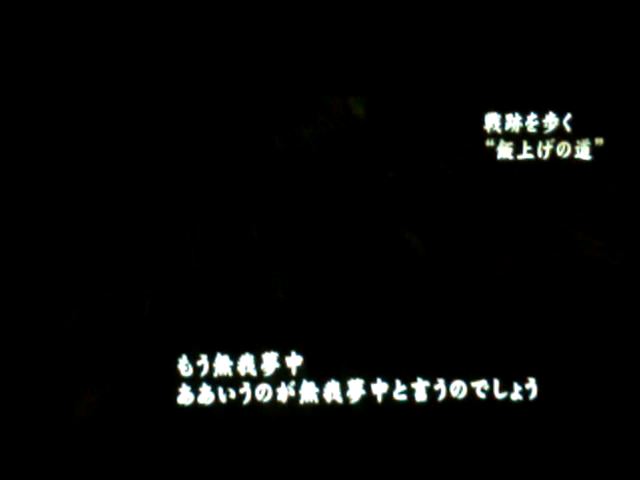 戦跡を歩く
“飯上げの道”
もう無我夢中
ああいうのが無我夢中と言うのでしょう